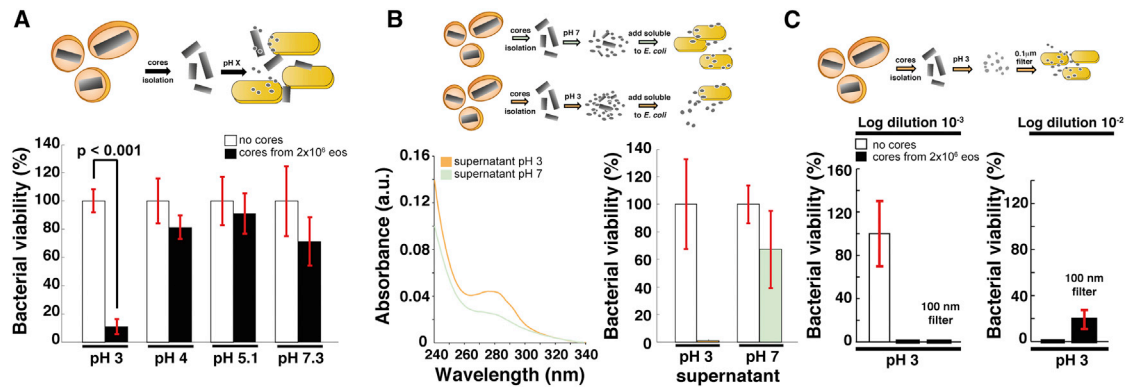 A
cores
isolation
pH X
Bacterial viability (%)
140
120
100
80
60
40
20
0
no cores
cores from 2x10⁶ eos
p < 0.001
pH 3
pH 4
pH 5.1
pH 7.3
B
cores
isolation
pH 7
add soluble
to E. coli
cores
isolation
pH 3
add soluble
to E. coli
Absorbance (a.u.)
0.16
0.12
0.08
0.04
0
supernatant pH 3
supernatant pH 7
240
260
280
300
320
340
Wavelength (nm)
Bacterial viability (%)
140
120
100
80
60
40
20
0
pH 3
pH 7
supernatant
C
cores
isolation
pH 3
0.1µm
filter
Log dilution 10⁻³
no cores
cores from 2x10⁶ eos
Bacterial viability (%)
160
120
80
40
0
100 nm
filter
pH 3
Log dilution 10⁻²
Bacterial viability (%)
140
100
60
20
0
100 nm
filter
pH 3